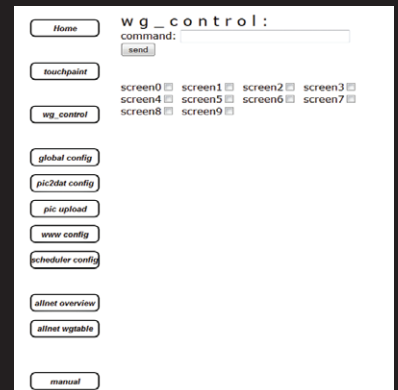 Home
touchpaint
wg_control
global config
pic2dat config
pic upload
www config
scheduler config
allnet overview
allnet wgtable
manual
wg_control:
command:
send
screen0 screen1 screen2 screen3
screen4 screen5 screen6 screen7
screen8 screen9